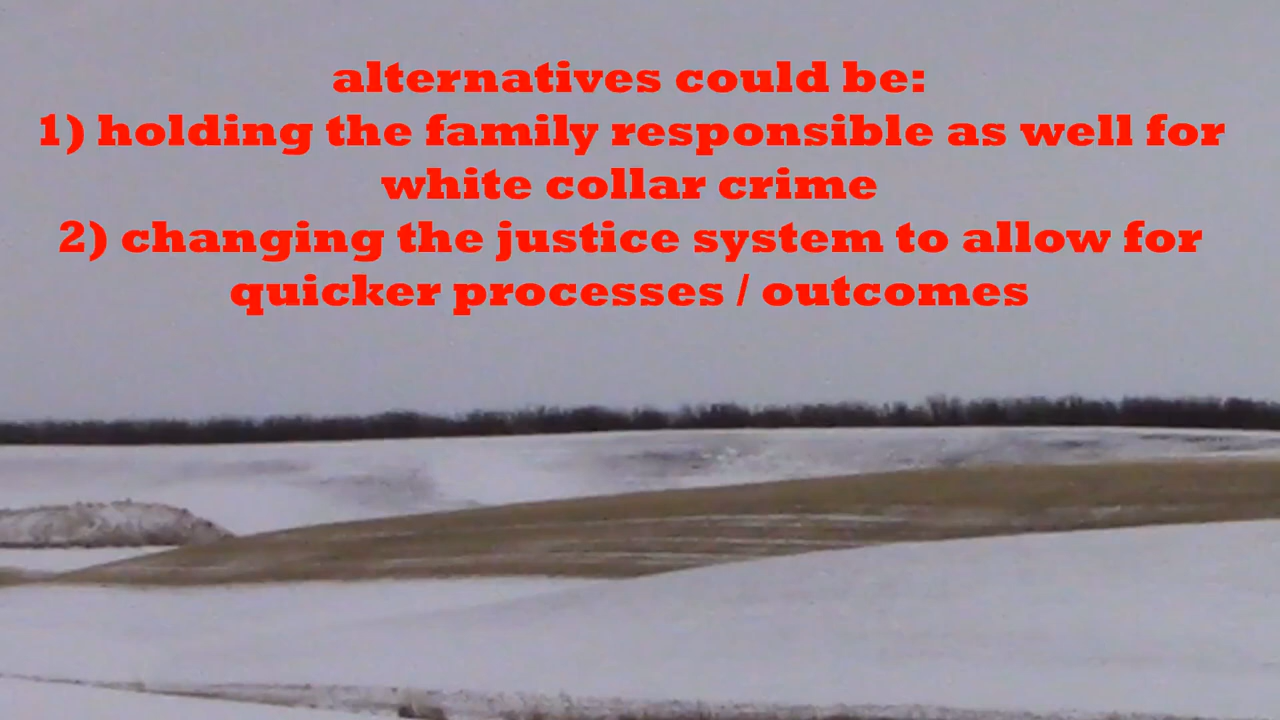 alternatives could be:
1) holding the family responsible as well for
white collar crime
2) changing the justice system to allow for
quicker processes / outcomes